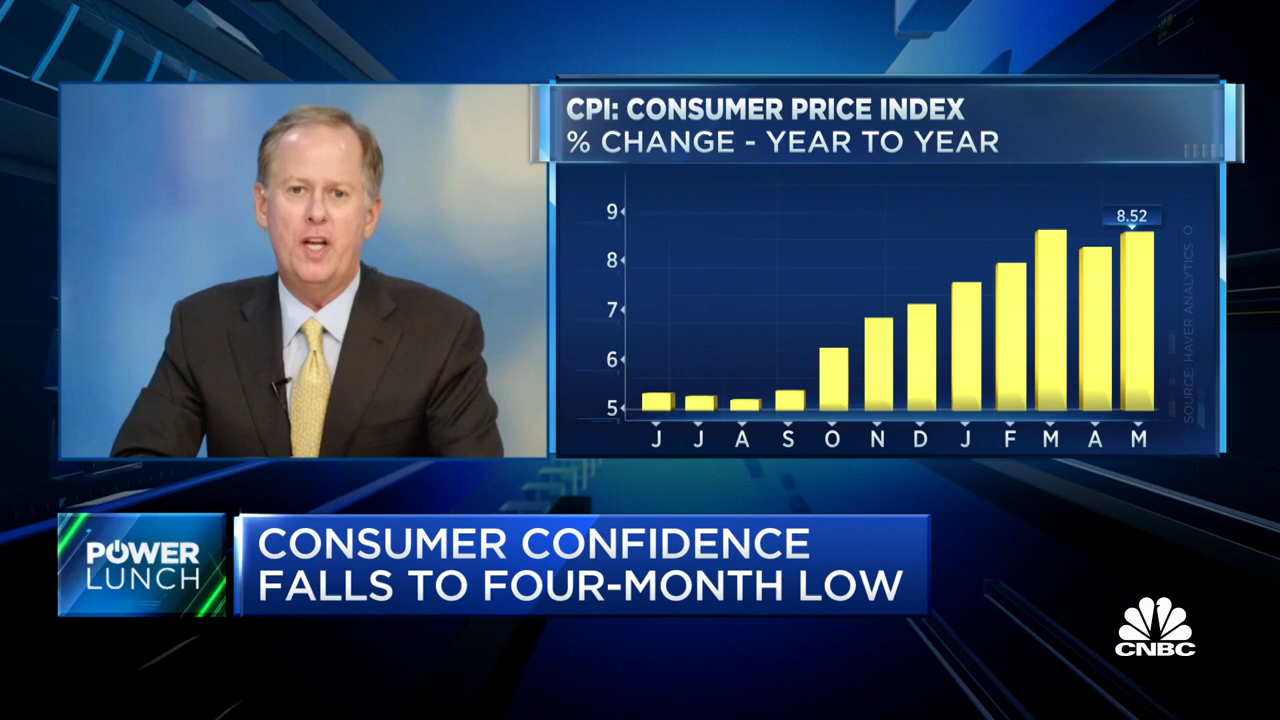 CPI: CONSUMER PRICE INDEX
% CHANGE - YEAR TO YEAR
9
8.52
8
7
6
5
J J A S O N D J F M A M
SOURCE: HAVER ANALYTICS
POWER
LUNCH
CONSUMER CONFIDENCE
FALLS TO FOUR-MONTH LOW
CNBC